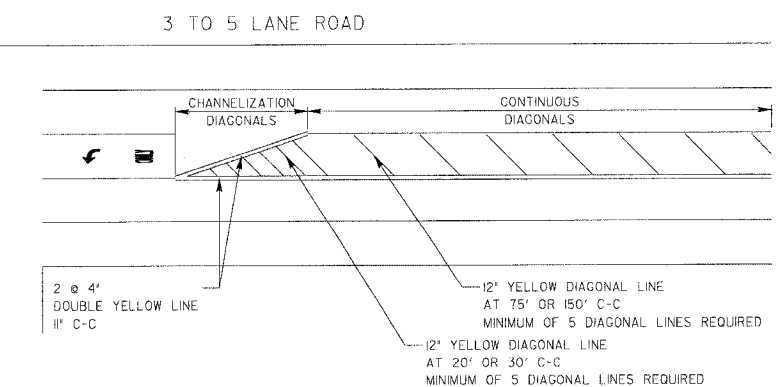 3 TO 5 LANE ROAD
CHANNELIZATION
DIAGONALS
CONTINUOUS
DIAGONALS
2 @ 4"
DOUBLE YELLOW LINE
11" C-C
12" YELLOW DIAGONAL LINE
AT 75' OR 150' C-C
MINIMUM OF 5 DIAGONAL LINES REQUIRED
12" YELLOW DIAGONAL LINE
AT 20' OR 30' C-C
MINIMUM OF 5 DIAGONAL LINES REQUIRED